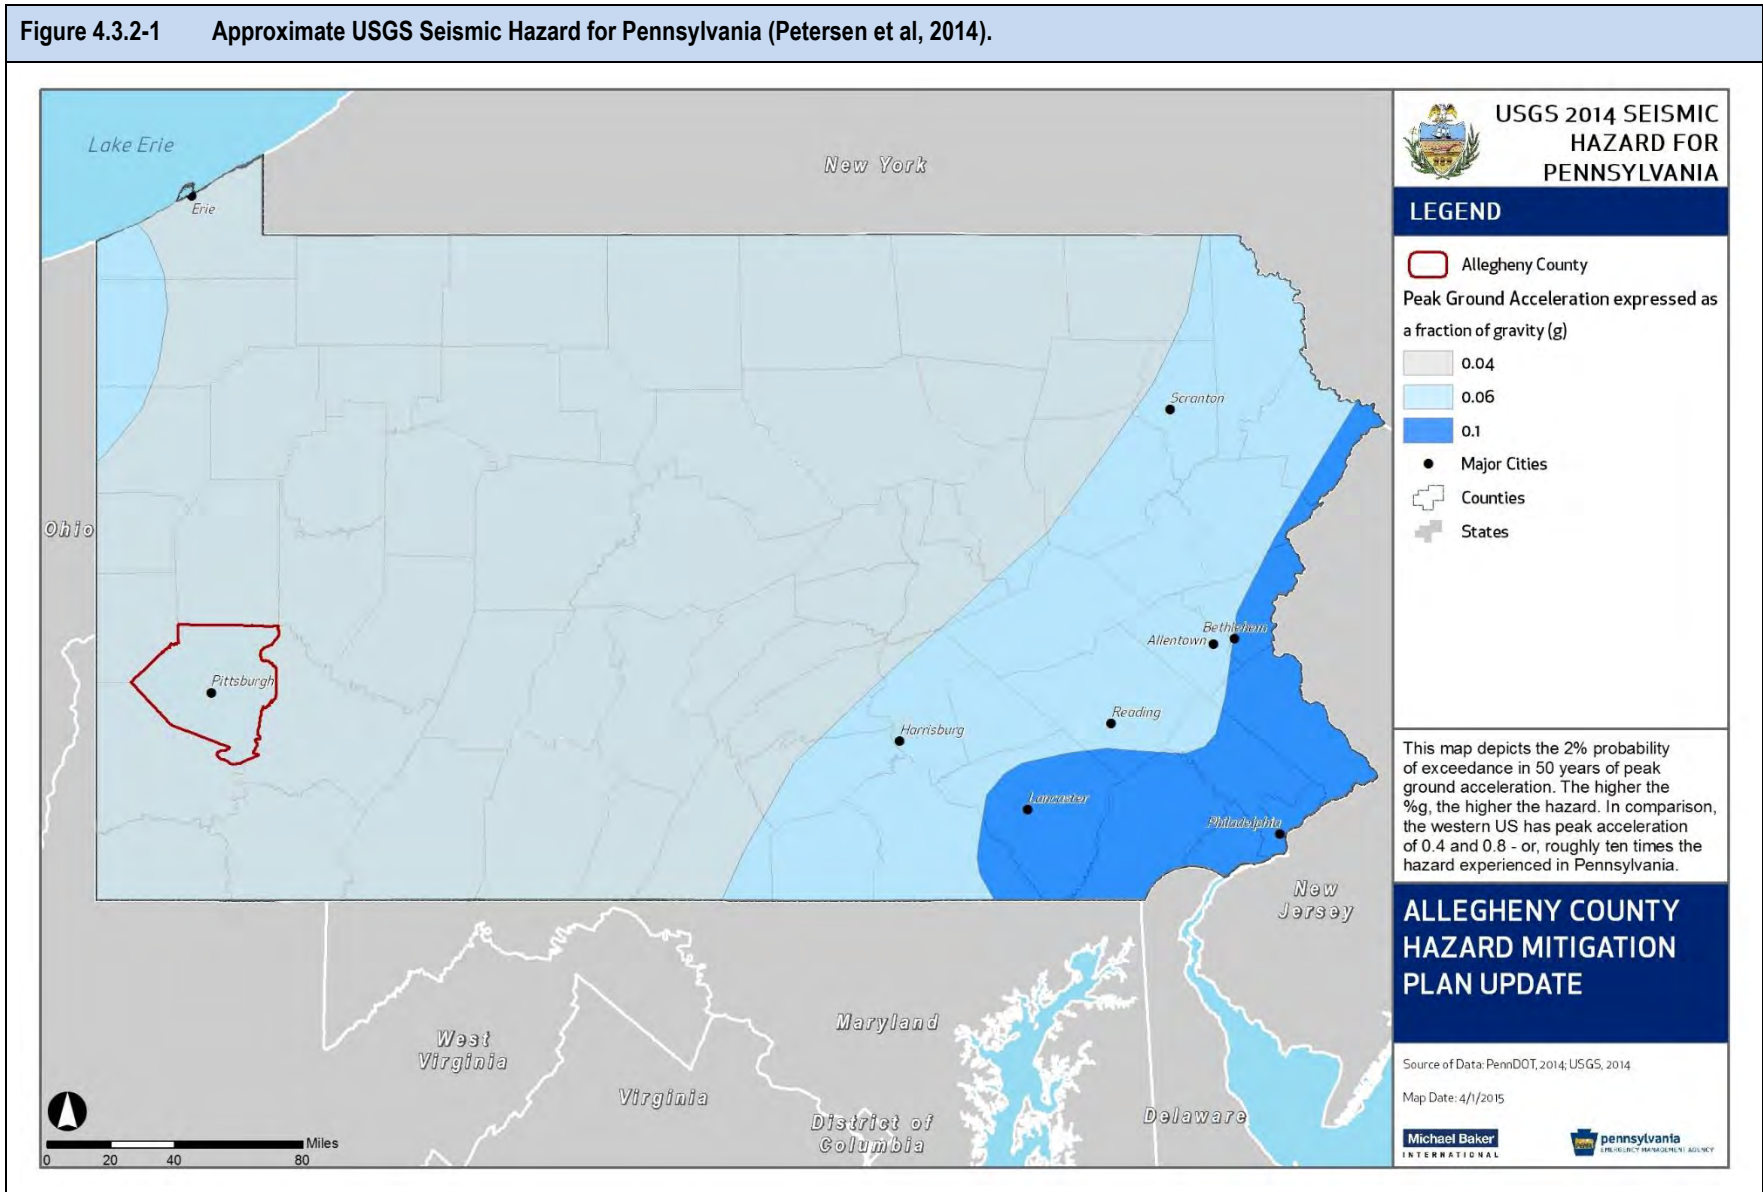 Figure 4.3.2-1 Approximate USGS Seismic Hazard for Pennsylvania (Petersen et al, 2014).
Lake Erie
Erie
New York
Scranton
Ohio
Bethlehem
Allentown
Pittsburgh
Reading
Harrisburg
Lancaster
Philadelphia
New
Jersey
Maryland
West
Virginia
Virginia
District of
Columbia
Delaware
Miles
0 20 40 80
USGS 2014 SEISMIC
HAZARD FOR
PENNSYLVANIA
LEGEND
Allegheny County
Peak Ground Acceleration expressed as
a fraction of gravity (g)
0.04
0.06
0.1
Major Cities
Counties
States
This map depicts the 2% probability
of exceedance in 50 years of peak
ground acceleration. The higher the
%g, the higher the hazard. In comparison,
the western US has peak acceleration
of 0.4 and 0.8 - or, roughly ten times the
hazard experienced in Pennsylvania.
ALLEGHENY COUNTY
HAZARD MITIGATION
PLAN UPDATE
Source of Data: PennDOT, 2014; USGS, 2014
Map Date: 4/1/2015
Michael Baker
INTERNATIONAL
pennsylvania
EMERGENCY MANAGEMENT AGENCY